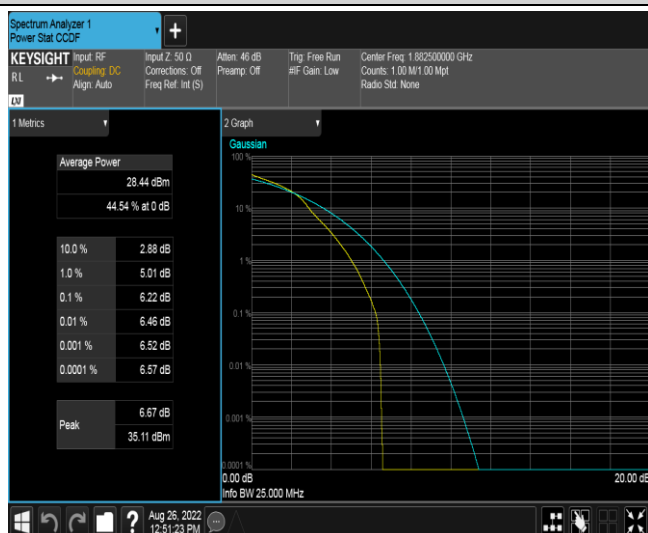 Spectrum Analyzer 1
Power Stat CCDF
+
KEYSIGHT
R L
LXI
Input: RF
Coupling: DC
Align: Auto
Input Z: 50 Ω
Corrections: Off
Freq Ref: Int (S)
Atten: 46 dB
Preamp: Off
Trig: Free Run
#IF Gain: Low
Center Freq: 1.882500000 GHz
Counts: 1.00 M/1.00 Mpt
Radio Std: None
1 Metrics
Average Power
28.44 dBm
44.54 % at 0 dB
10.0 % 2.88 dB
1.0 % 5.01 dB
0.1 % 6.22 dB
0.01 % 6.46 dB
0.001 % 6.52 dB
0.0001 % 6.57 dB
Peak
6.67 dB
35.11 dBm
2 Graph
Gaussian
100 %
10 %
1 %
0.1 %
0.01 %
0.001 %
0.0001 %
0.00 dB
20.00 dB
Info BW 25.000 MHz
?
Aug 26, 2022
12:51:23 PM